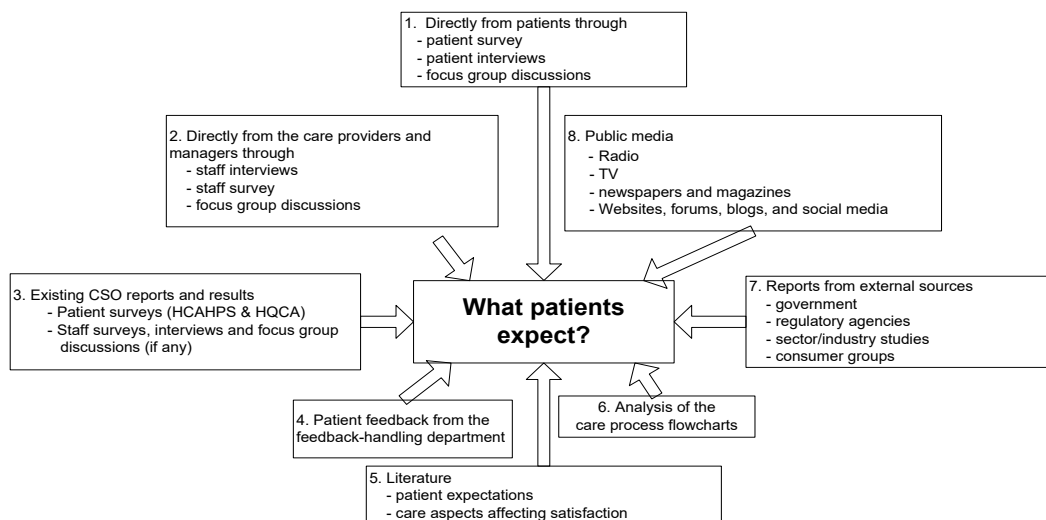 1. Directly from patients through
- patient survey
- patient interviews
- focus group discussions
2. Directly from the care providers and
managers through
- staff interviews
- staff survey
- focus group discussions
8. Public media
- Radio
- TV
- newspapers and magazines
- Websites, forums, blogs, and social media
3. Existing CSO reports and results
- Patient surveys (HCAHPS & HQCA)
- Staff surveys, interviews and focus group
discussions (if any)
What patients
expect?
7. Reports from external sources
- government
- regulatory agencies
- sector/industry studies
- consumer groups
4. Patient feedback from the
feedback-handling department
6. Analysis of the
care process flowcharts
5. Literature
- patient expectations
- care aspects affecting satisfaction